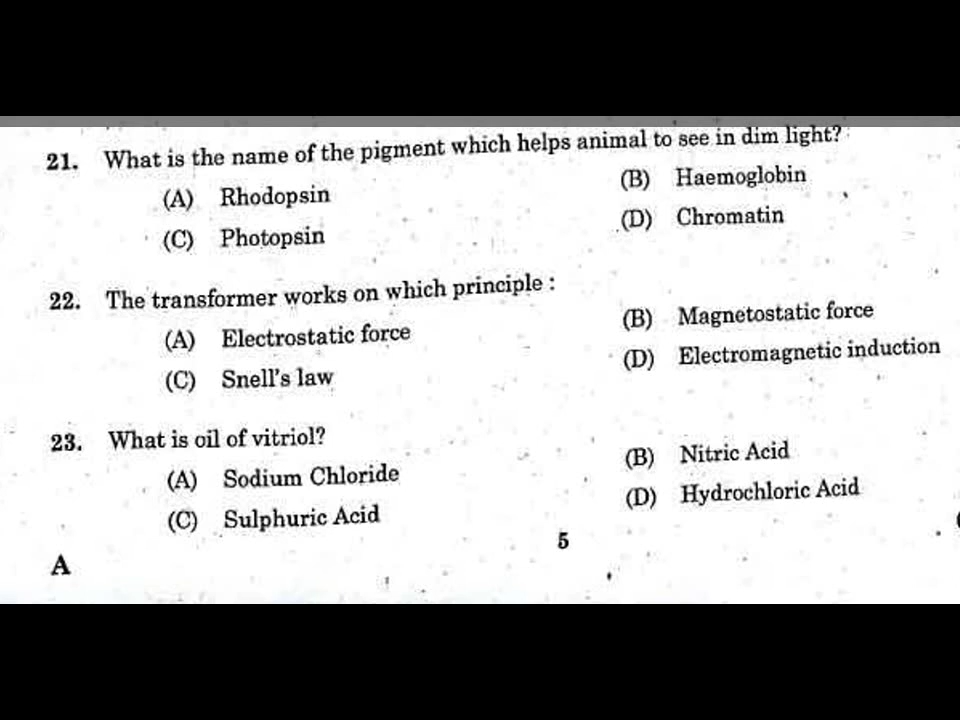 21. What is the name of the pigment which helps animal to see in dim light?
(A) Rhodopsin (B) Haemoglobin
(C) Photopsin (D) Chromatin
22. The transformer works on which principle :
(A) Electrostatic force (B) Magnetostatic force
(C) Snell's law (D) Electromagnetic induction
23. What is oil of vitriol?
(A) Sodium Chloride (B) Nitric Acid
(C) Sulphuric Acid (D) Hydrochloric Acid
5
A